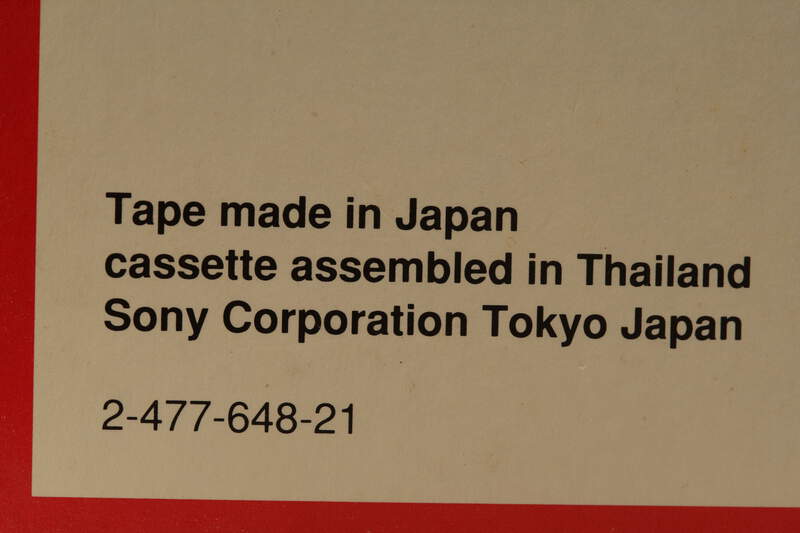 Tape made in Japan
cassette assembled in Thailand
Sony Corporation Tokyo Japan
2-477-648-21